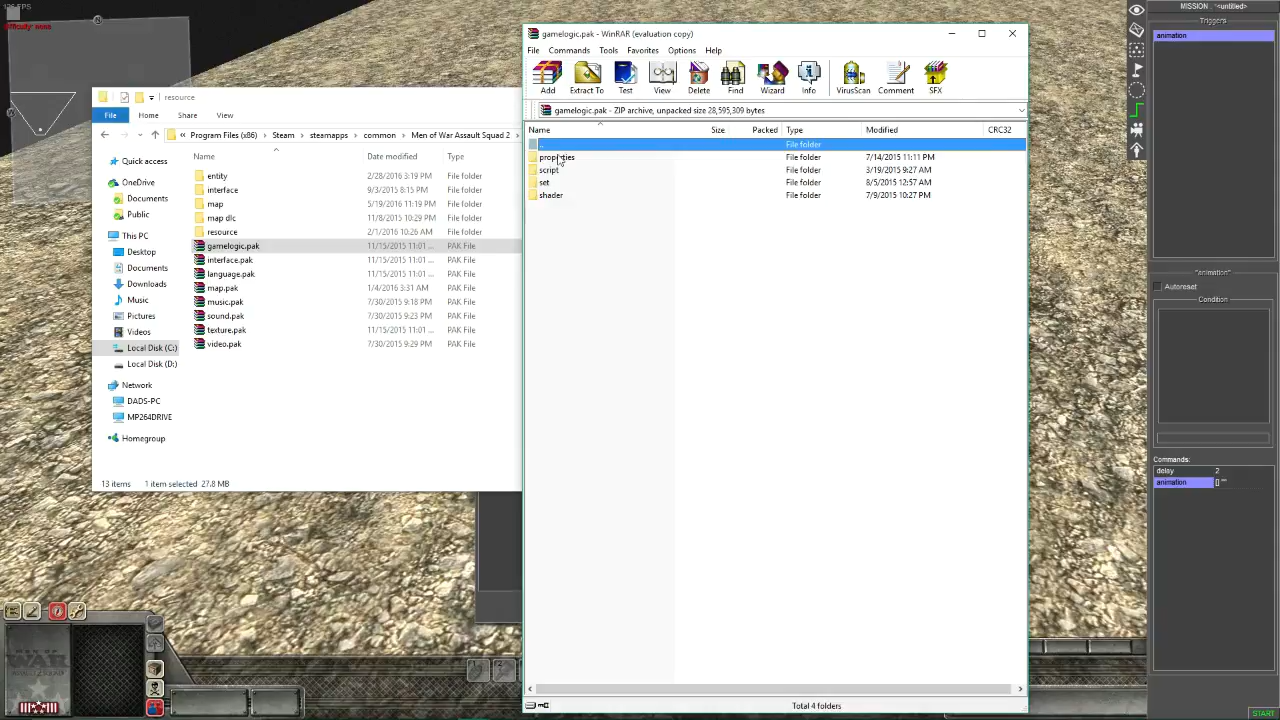 126 FPS
Difficulty: none
resource
File
Home
Share
View
Program Files (x86) > Steam > steamapps > common > Men of War Assault Squad 2 >
Name
Date modified
Type
Quick access
OneDrive
Documents
Public
This PC
Desktop
Documents
Downloads
Music
Pictures
Videos
Local Disk (C:)
Local Disk (D:)
Network
DADS-PC
MP264DRIVE
Homegroup
entity 2/28/2016 3:19 PM File folder
interface 9/3/2015 8:15 PM File folder
map 5/19/2016 11:19 PM File folder
map dlc 11/8/2015 10:29 PM File folder
resource 2/1/2016 10:26 AM File folder
gamelogic.pak 11/15/2015 11:01 ... PAK File
interface.pak 11/15/2015 11:01 ... PAK File
language.pak 11/15/2015 11:01 ... PAK File
map.pak 1/4/2016 3:31 AM PAK File
music.pak 7/30/2015 9:18 PM PAK File
sound.pak 7/30/2015 9:23 PM PAK File
texture.pak 11/15/2015 11:01 ... PAK File
video.pak 7/30/2015 9:29 PM PAK File
13 items 1 item selected 27.8 MB
gamelogic.pak - WinRAR (evaluation copy)
File Commands Tools Favorites Options Help
Add Extract To Test View Delete Find Wizard Info VirusScan Comment SFX
gamelogic.pak - ZIP archive, unpacked size 28,595,309 bytes
Name Size Packed Type Modified CRC32
.. File folder
properties File folder 7/14/2015 11:11 PM
script File folder 3/19/2015 9:27 AM
set File folder 8/5/2015 12:57 AM
shader File folder 7/9/2015 10:27 PM
Total 4 folders
MISSION , "<untitled>
Triggers
animation
"animation"
Autoreset
Condition
Commands:
delay 2
animation [] ""
START